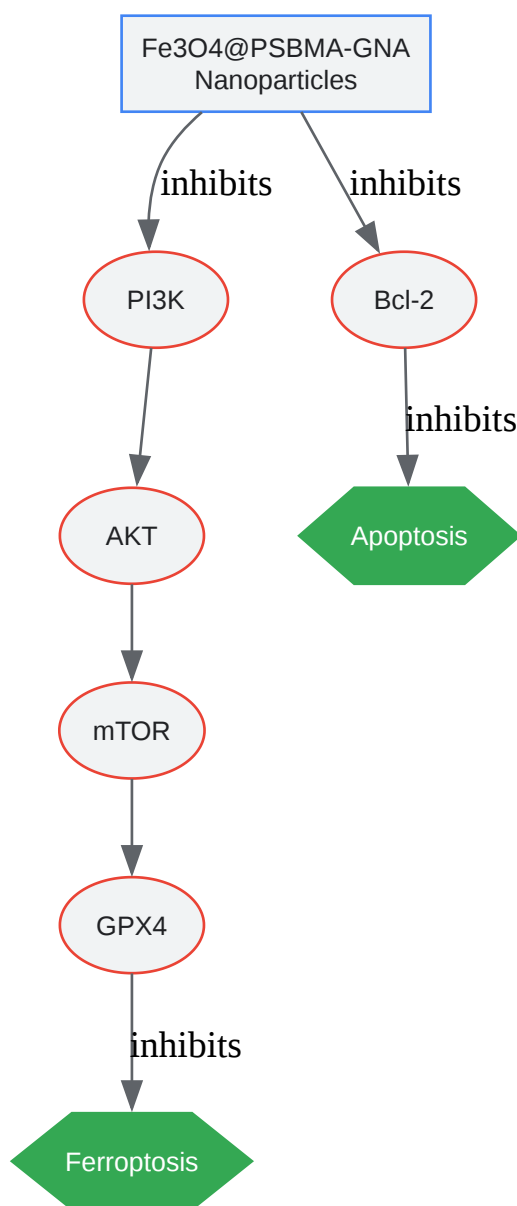 Fe3O4@PSBMA-GNA
Nanoparticles
inhibits
inhibits
PI3K
Bcl-2
inhibits
AKT
Apoptosis
mTOR
GPX4
inhibits
Ferroptosis